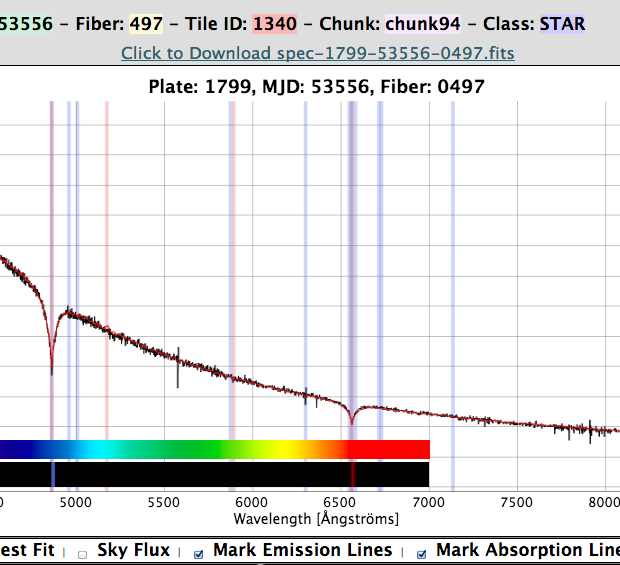 53556 – Fiber: 497 – Tile ID: 1340 – Chunk: chunk94 – Class: STAR
Click to Download spec-1799-53556-0497.fits
Plate: 1799, MJD: 53556, Fiber: 0497
0 5000 5500 6000 6500 7000 7500 8000
Wavelength [Ångströms]
est Fit | Sky Flux | Mark Emission Lines | Mark Absorption Line